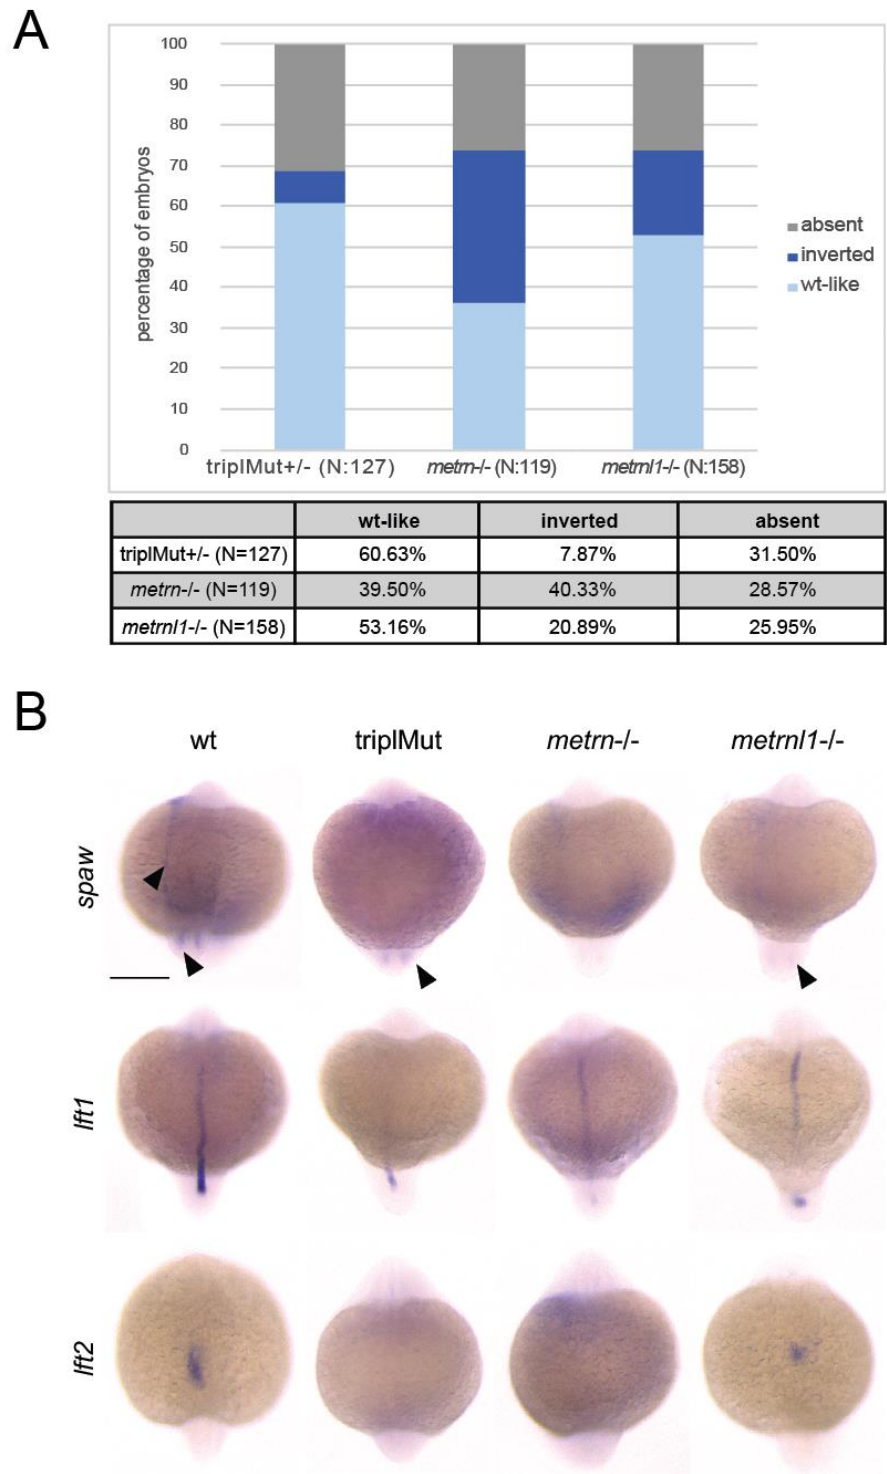 A
100
90
80
70
60
50
40
30
20
10
0
percentage of embryos
absent
inverted
wt-like
triplMut+/- (N:127) metrn-/- (N:119) metrnl1-/- (N:158)
wt-like inverted absent
triplMut+/- (N=127) 60.63% 7.87% 31.50%
metrn-/- (N=119) 39.50% 40.33% 28.57%
metrnl1-/- (N=158) 53.16% 20.89% 25.95%
B
wt triplMut metrn-/- metrnl1-/-
spaw
lft1
lft2